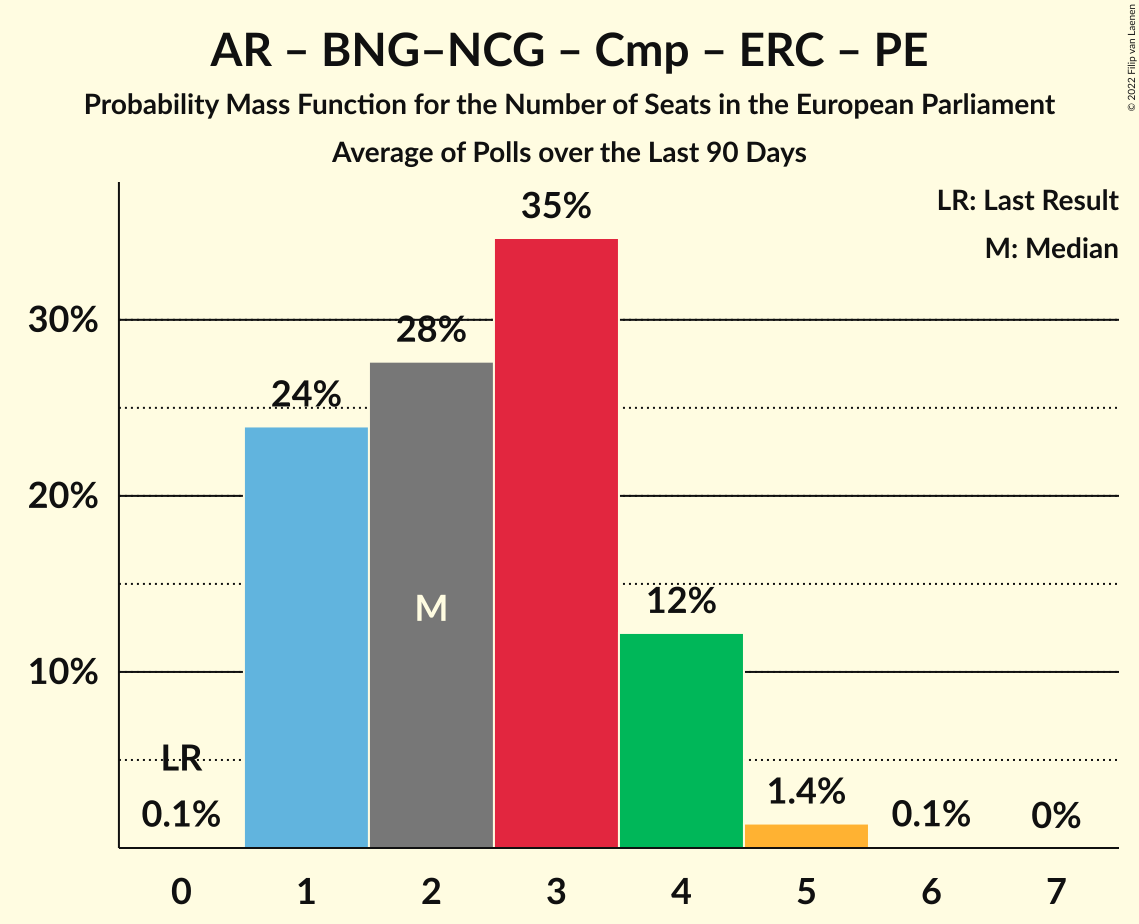 AR – BNG–NCG – Cmp – ERC – PE
Probability Mass Function for the Number of Seats in the European Parliament
Average of Polls over the Last 90 Days
© 2022 Filip van Laenen
LR: Last Result
M: Median
35%
30%
28%
24%
20%
M
12%
10%
LR
0.1%
1.4%
0.1%
0%
0 1 2 3 4 5 6 7